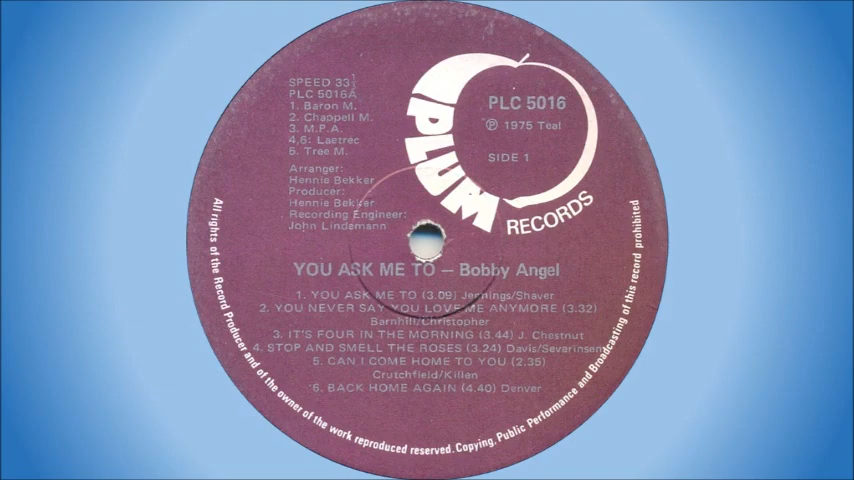 SPEED 33⅓
PLC 5016A
1. Baron M.
2. Chappell M.
3. M.P.A.
4,6: Laetrec
5. Tree M.
Arranger:
Hennie Bekker
Producer:
Hennie Bekker
Recording Engineer:
John Lindemann
PLUM
RECORDS
PLC 5016
Ⓟ 1975 Teal
SIDE 1
YOU ASK ME TO – Bobby Angel
1. YOU ASK ME TO (3.09) Jennings/Shaver
2. YOU NEVER SAY YOU LOVE ME ANYMORE (3.32)
Barnhill/Christopher
3. IT'S FOUR IN THE MORNING (3.44) J. Chestnut
4. STOP AND SMELL THE ROSES (3.24) Davis/Severinsen
5. CAN I COME HOME TO YOU (2.35)
Crutchfield/Killen
6. BACK HOME AGAIN (4.40) Denver
All rights of the Record Producer and of the owner of the work reproduced reserved. Copying, Public Performance and Broadcasting of this record prohibited